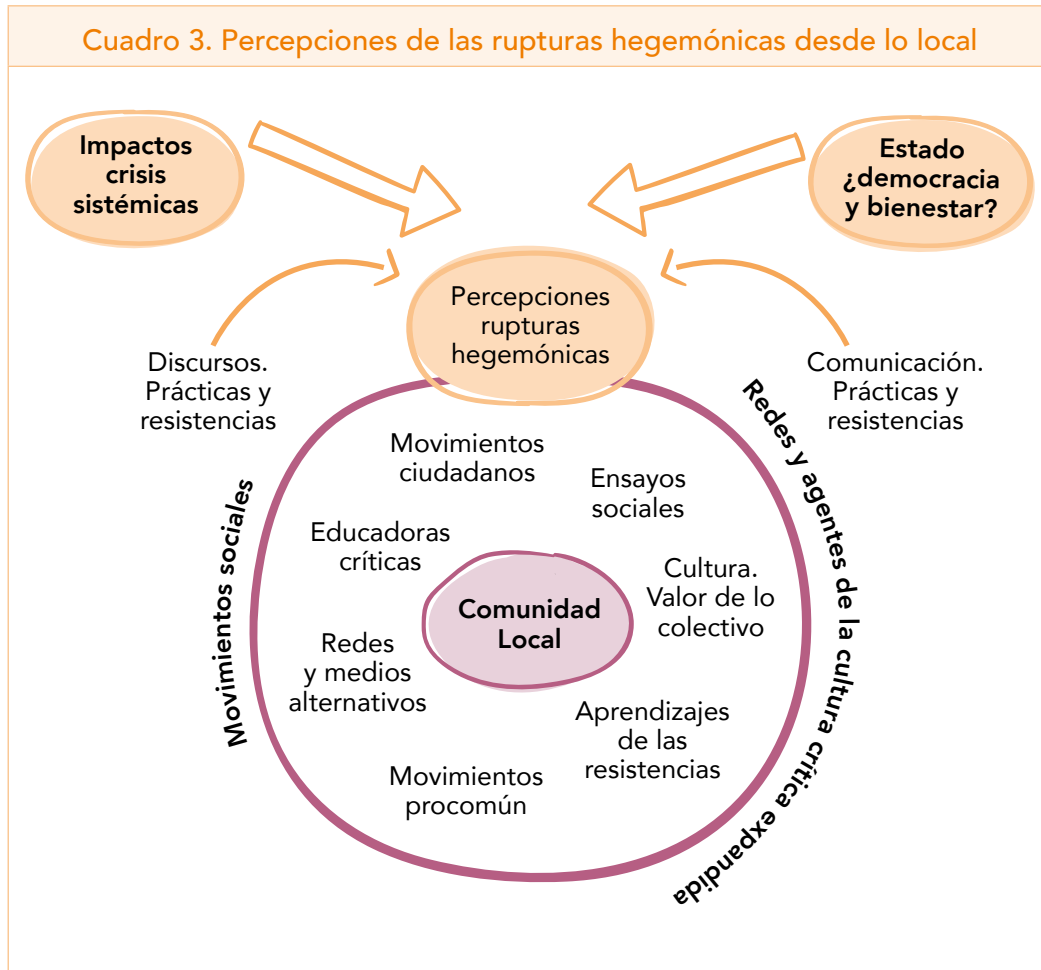 Cuadro 3. Percepciones de las rupturas hegemónicas desde lo local
Impactos
crisis
sistémicas
Estado
¿democracia
y bienestar?
Percepciones
rupturas
hegemónicas
Discursos.
Prácticas y
resistencias
Comunicación.
Prácticas y
resistencias
Movimientos sociales
Redes y agentes de la cultura crítica expandida
Movimientos
ciudadanos
Ensayos
sociales
Educadoras
críticas
Cultura.
Valor de lo
colectivo
Comunidad
Local
Redes
y medios
alternativos
Aprendizajes
de las
resistencias
Movimientos
procomún